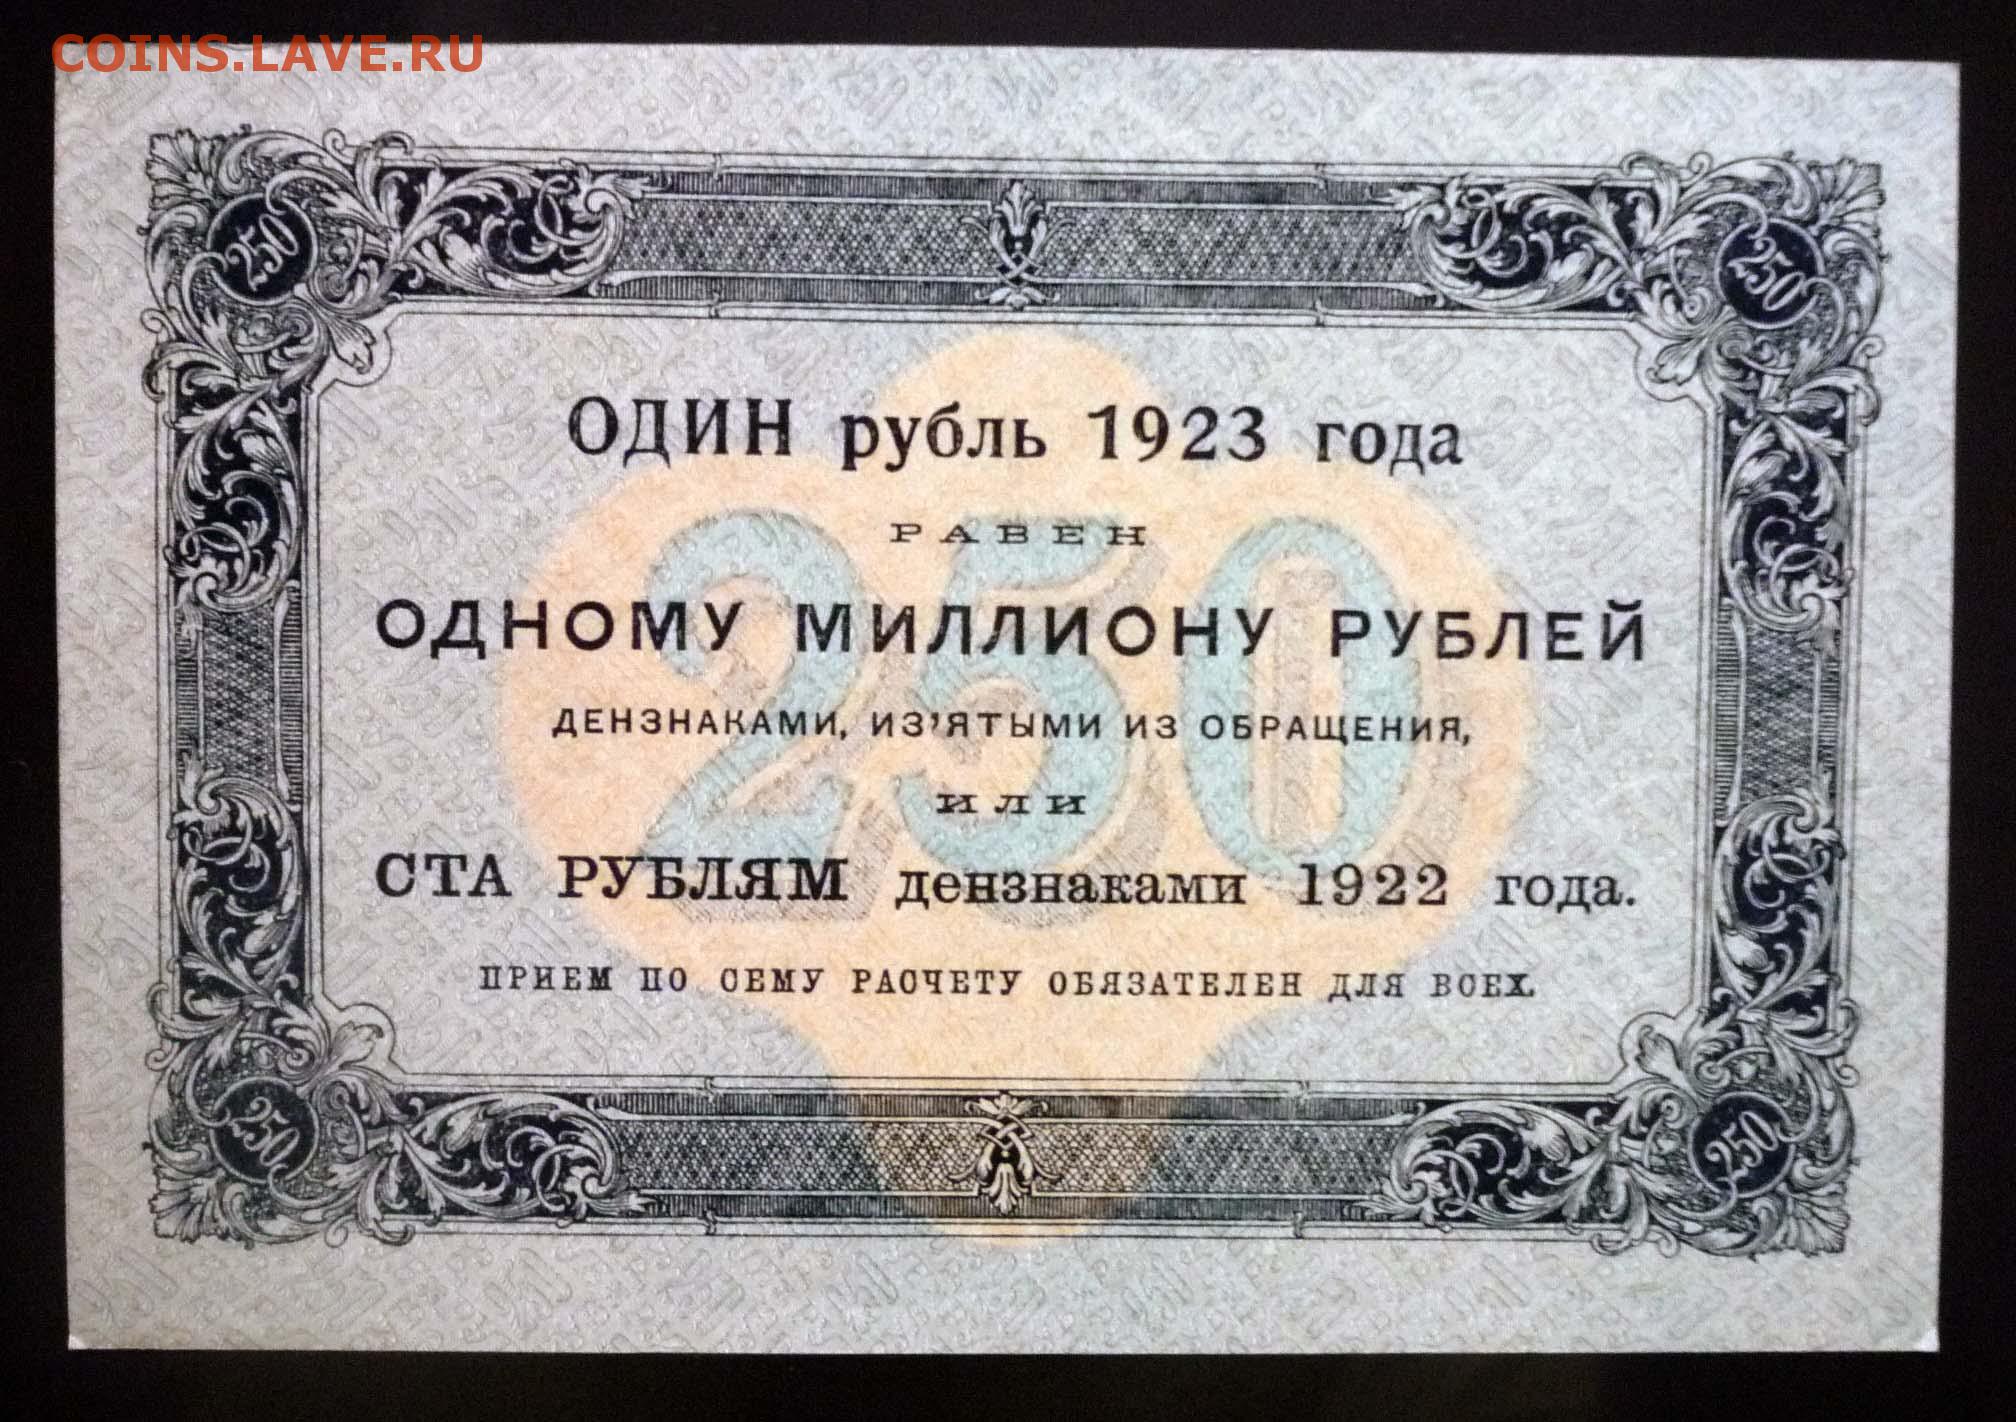 COINS.LAVE.RU
250 250
ОДИН рубль 1923 года
РАВЕН
250
ОДНОМУ МИЛЛИОНУ РУБЛЕЙ
ДЕНЗНАКАМИ, ИЗ'ЯТЫМИ ИЗ ОБРАЩЕНИЯ,
ИЛИ
СТА РУБЛЯМ дензнаками 1922 года.
ПРИЕМ ПО СЕМУ РАСЧЕТУ ОБЯЗАТЕЛЕН ДЛЯ ВСЕХ.
250 250